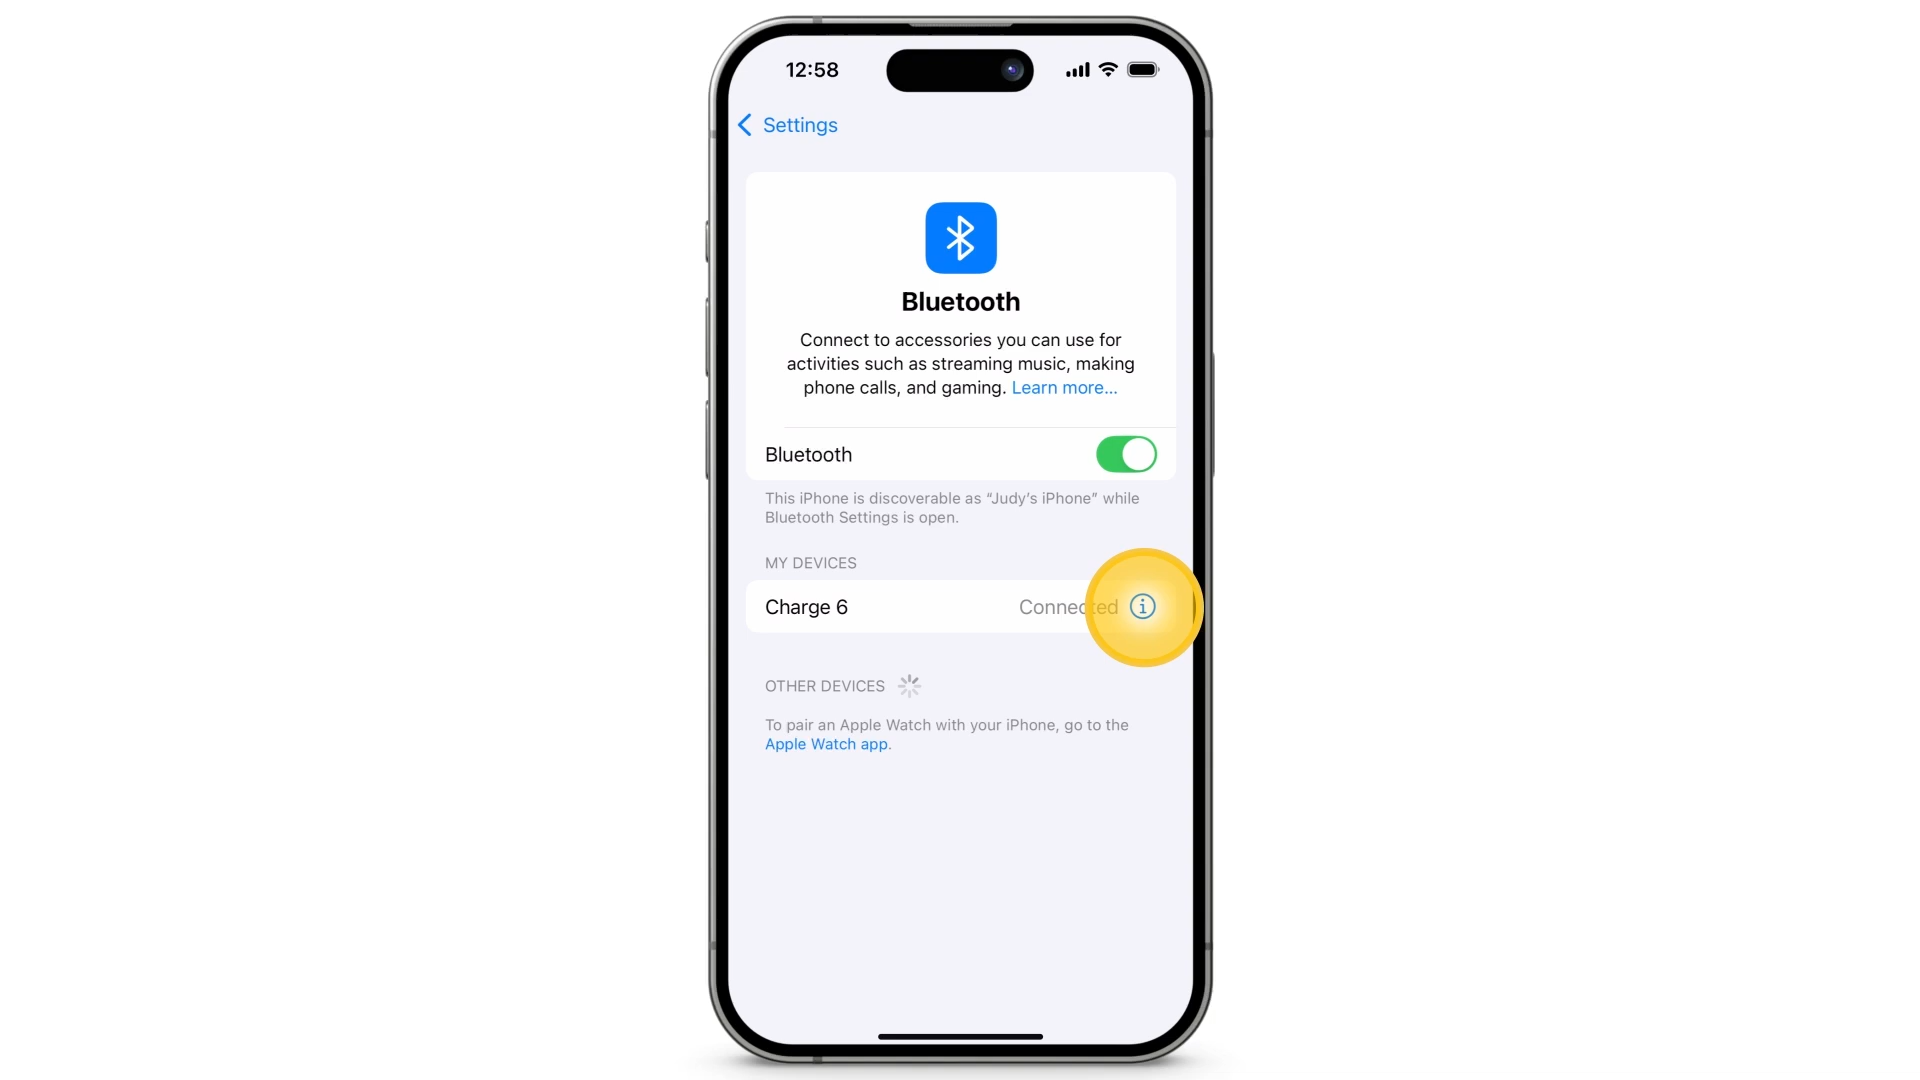 12:58
Settings
Bluetooth
Connect to accessories you can use for
activities such as streaming music, making
phone calls, and gaming. Learn more...
Bluetooth
This iPhone is discoverable as “Judy’s iPhone” while
Bluetooth Settings is open.
MY DEVICES
Charge 6 Connected
OTHER DEVICES
To pair an Apple Watch with your iPhone, go to the
Apple Watch app.